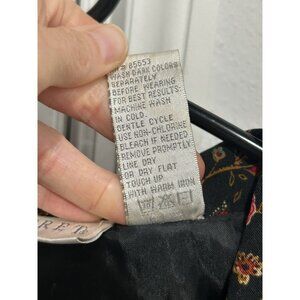 RN# 85653
WASH DARK COLORS
SEPARATELY
BEFORE WEARING
FOR BEST RESULTS:
MACHINE WASH
IN COLD,
GENTLE CYCLE
USE NON-CHLORINE
BLEACH IF NEEDED
REMOVE PROMPTLY
LINE DRY
OR DRY FLAT
TOUCH UP
WITH WARM IRON